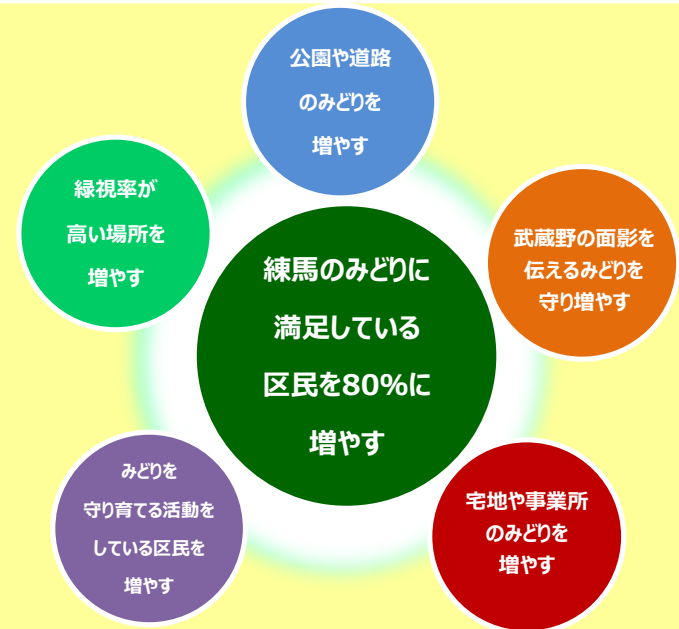 公園や道路
のみどりを
増やす
緑視率が
高い場所を
増やす
武蔵野の面影を
伝えるみどりを
守り増やす
練馬のみどりに
満足している
区民を80%に
増やす
みどりを
守り育てる活動を
している区民を
増やす
宅地や事業所
のみどりを
増やす